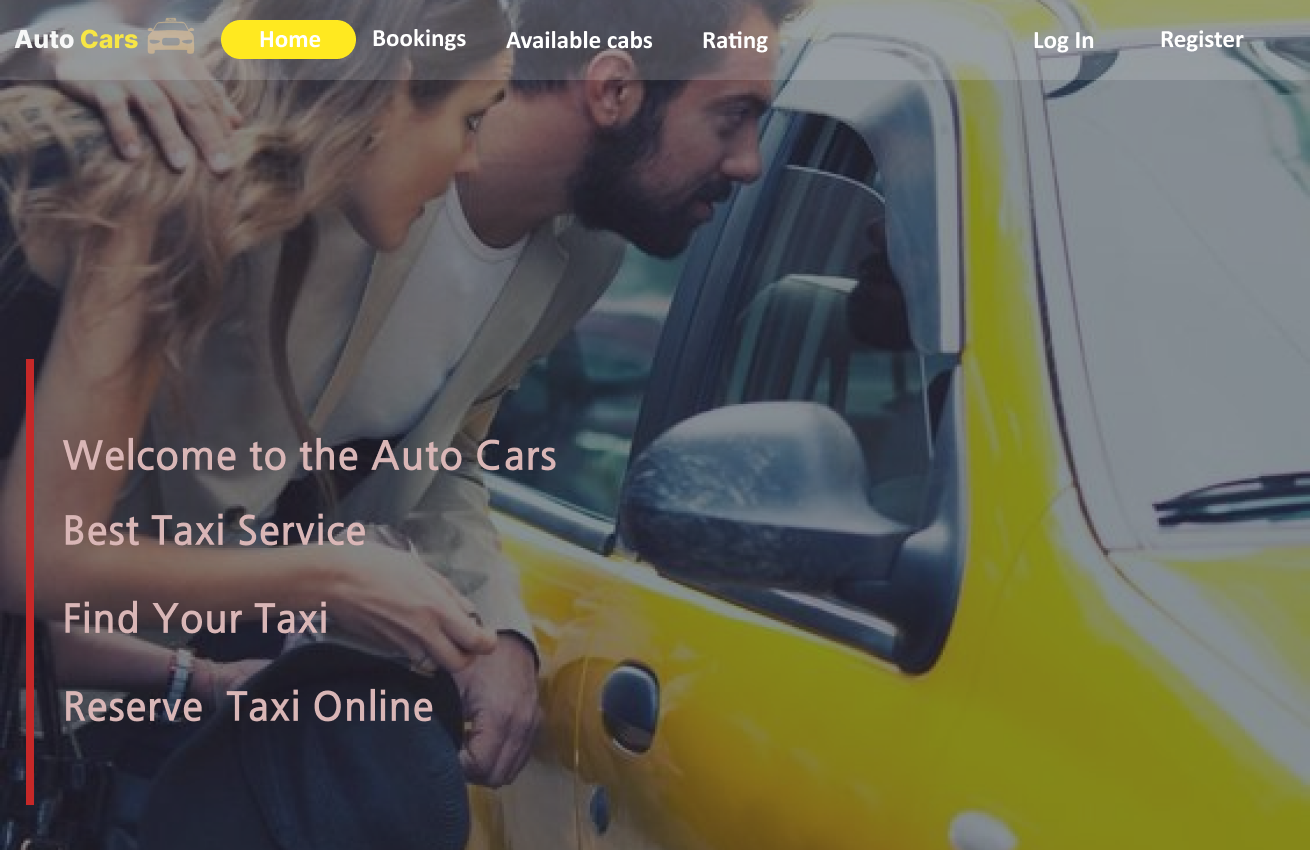 Auto Cars
Home
Bookings
Available cabs
Rating
Log In
Register
Welcome to the Auto Cars
Best Taxi Service
Find Your Taxi
Reserve Taxi Online